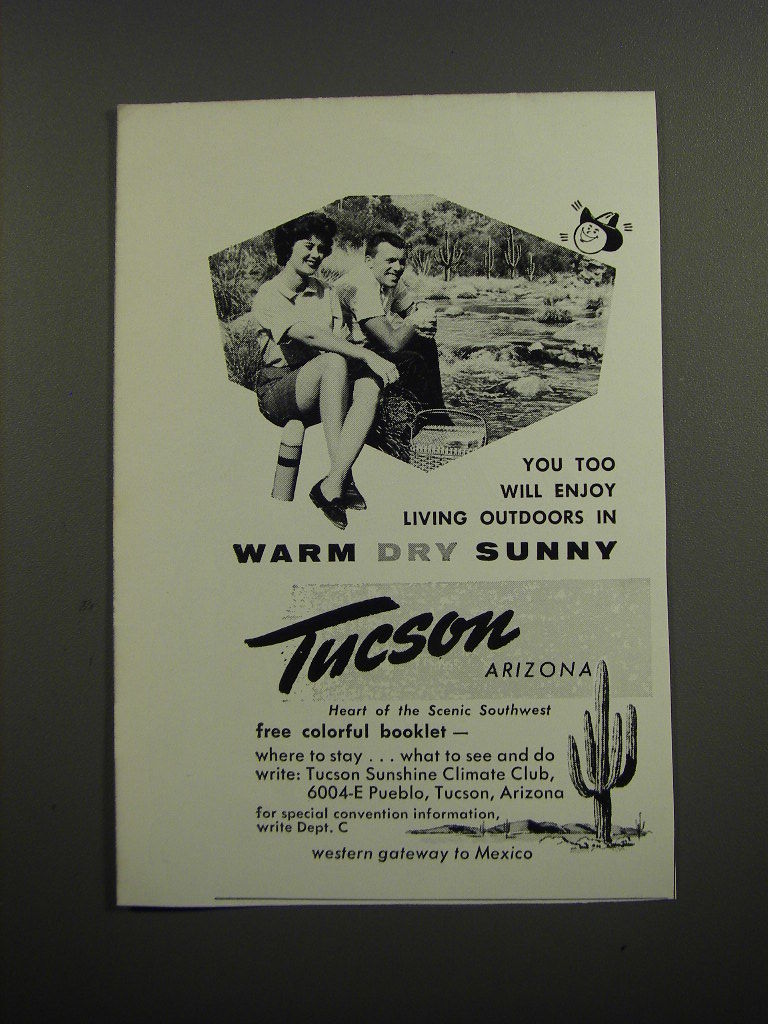 YOU TOO
WILL ENJOY
LIVING OUTDOORS IN
WARM DRY SUNNY
Tucson
ARIZONA
Heart of the Scenic Southwest
free colorful booklet —
where to stay . . . what to see and do
write: Tucson Sunshine Climate Club,
6004-E Pueblo, Tucson, Arizona
for special convention information,
write Dept. C
western gateway to Mexico